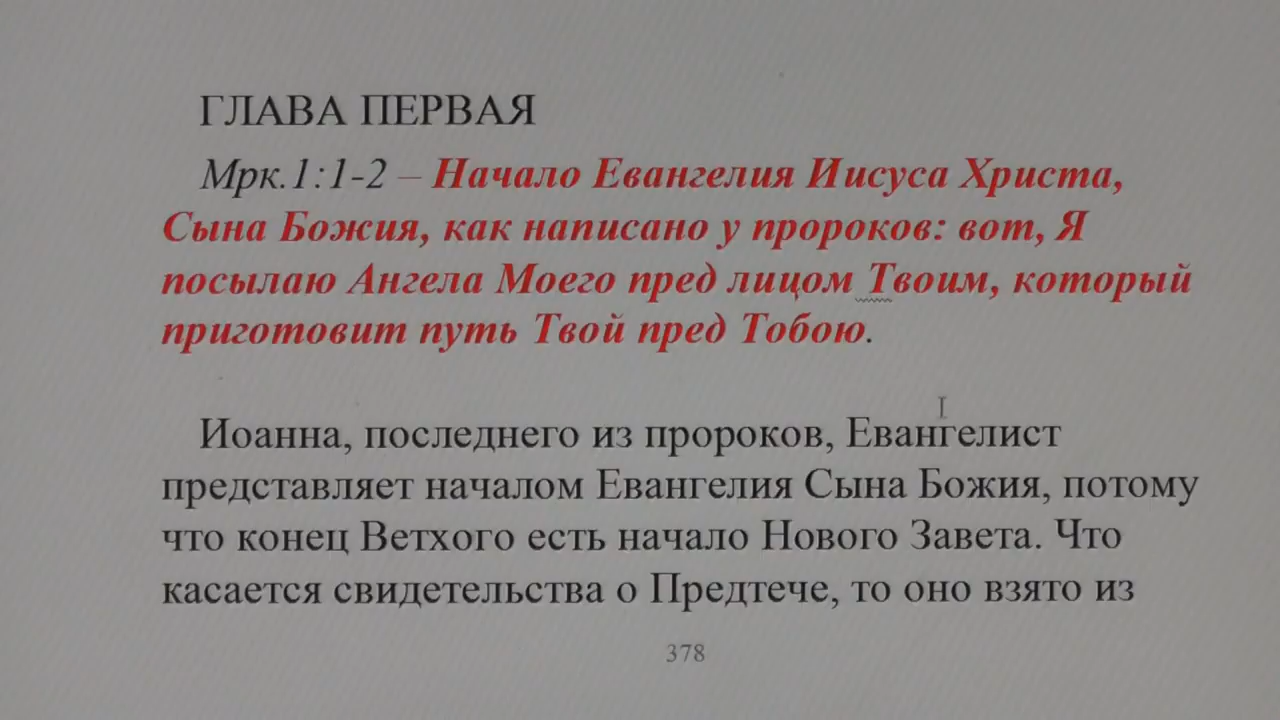 ГЛАВА ПЕРВАЯ
Мрк.1:1-2 – Начало Евангелия Иисуса Христа,
Сына Божия, как написано у пророков: вот, Я
посылаю Ангела Моего пред лицом Твоим, который
приготовит путь Твой пред Тобою.
Иоанна, последнего из пророков, Евангелист
представляет началом Евангелия Сына Божия, потому
что конец Ветхого есть начало Нового Завета. Что
касается свидетельства о Предтече, то оно взято из
378